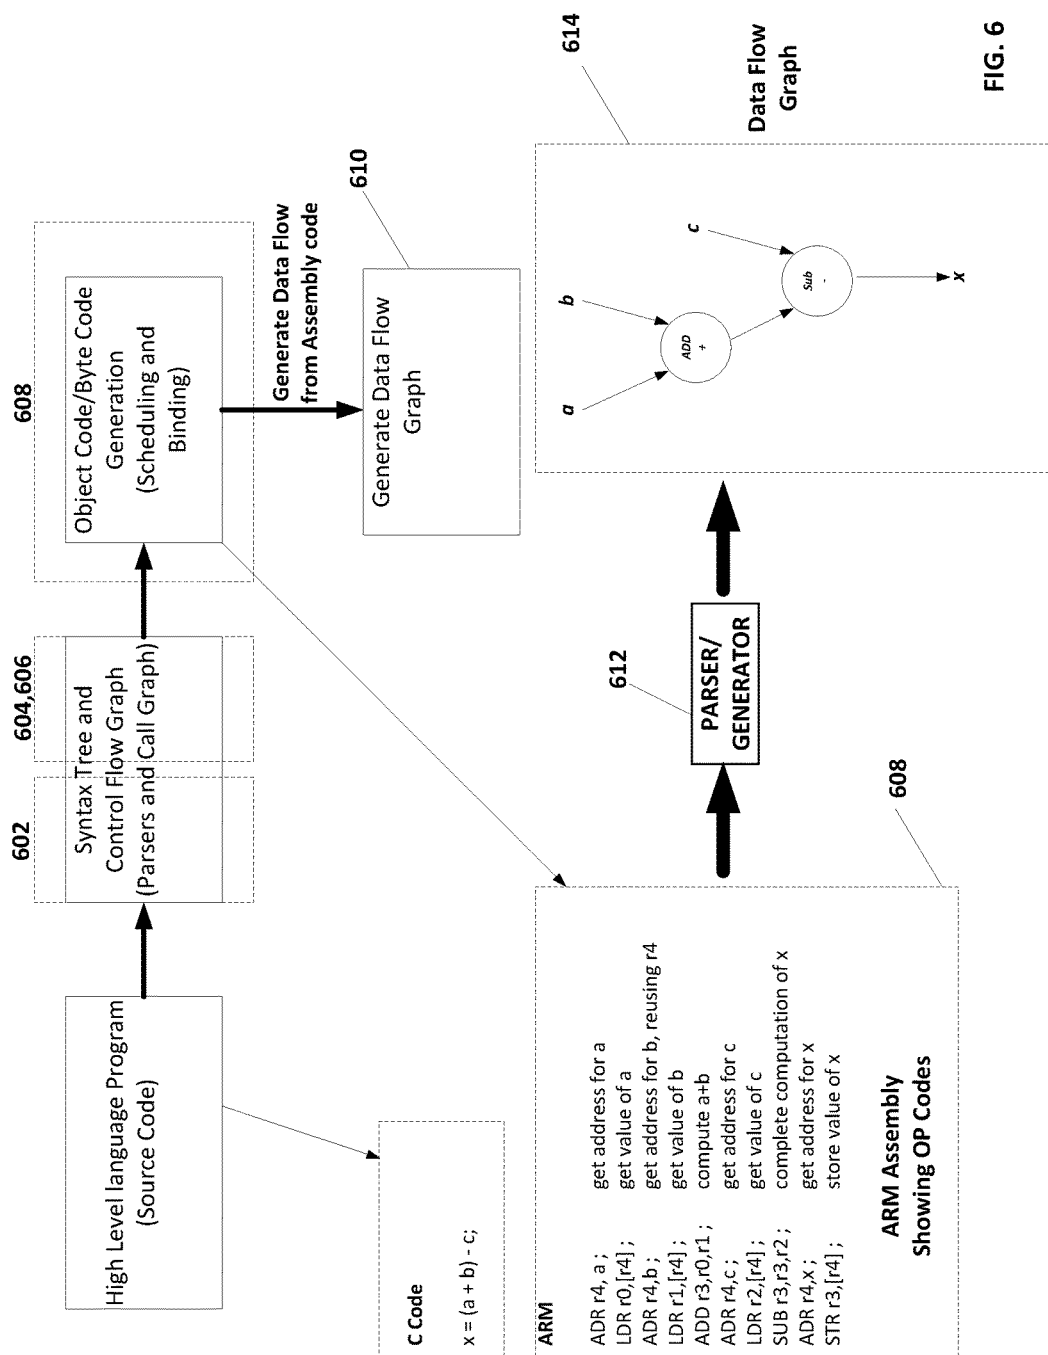 602
604,606
608
High Level language Program
(Source Code)
Syntax Tree and
Control Flow Graph
(Parsers and Call Graph)
Object Code/Byte Code
Generation
(Scheduling and
Binding)
Generate Data Flow
from Assembly code
610
Generate Data Flow
Graph
C Code
x = (a + b) - c;
ARM
ADR r4, a ; get address for a
LDR r0,[r4] ; get value of a
ADR r4,b ; get address for b, reusing r4
LDR r1,[r4] ; get value of b
ADD r3,r0,r1 ; compute a+b
ADR r4,c ; get address for c
LDR r2,[r4] ; get value of c
SUB r3,r3,r2 ; complete computation of x
ADR r4,x ; get address for x
STR r3,[r4] ; store value of x
ARM Assembly
Showing OP Codes
608
612
PARSER/
GENERATOR
614
a
b
c
ADD
+
Sub
-
x
Data Flow
Graph
FIG. 6